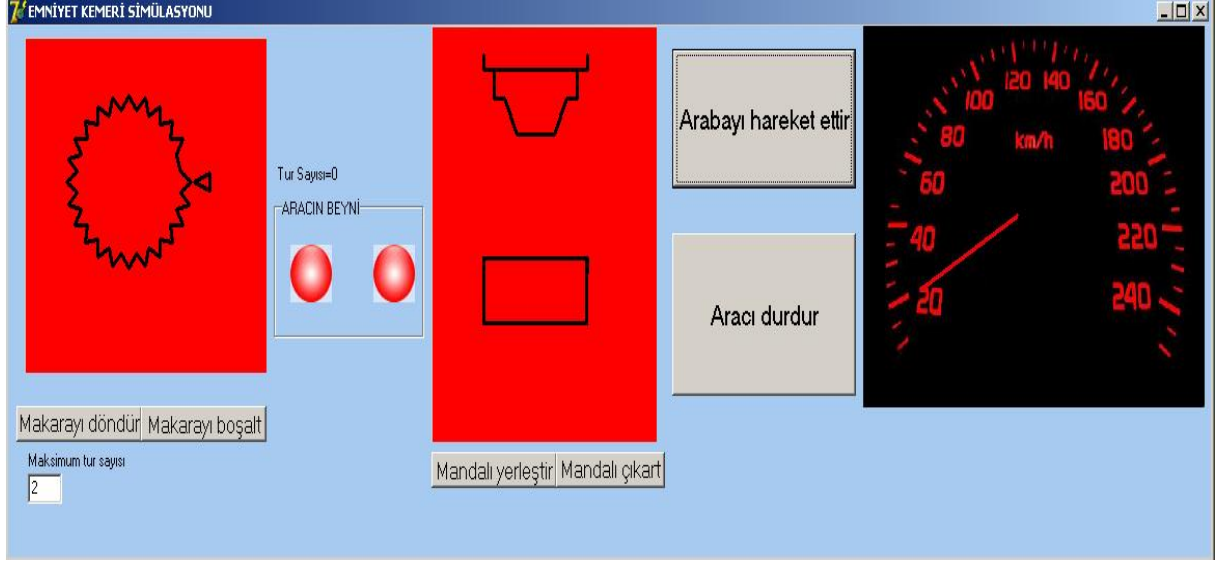 EMNİYET KEMERİ SİMÜLASYONU
Tur Sayısı=0
ARACIN BEYNİ
Makarayı döndür
Makarayı boşalt
Maksimum tur sayısı
2
Mandalı yerleştir
Mandalı çıkart
Arabayı hareket ettir
Aracı durdur
20
40
60
80
100
120
140
160
180
200
220
240
km/h